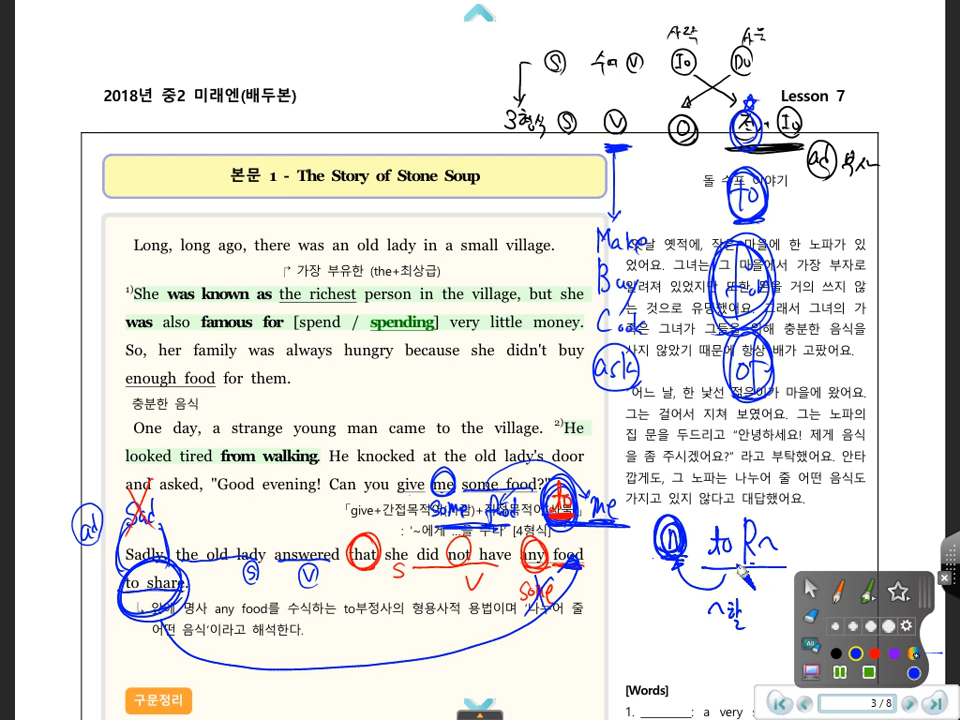 A락 A를
S 수여 V IO DO
2018년 중2 미래엔(배두본) Lesson 7
3형식 S V O 전 + IO
ad 부사
본문 1 - The Story of Stone Soup
돌 수프 이야기
to
Long, long ago, there was an old lady in a small village.
↱ 가장 부유한 (the+최상급)
1)She was known as the richest person in the village, but she
was also famous for [spend / spending] very little money.
So, her family was always hungry because she didn't buy
enough food for them.
충분한 음식
One day, a strange young man came to the village. 2)He
looked tired from walking. He knocked at the old lady's door
and asked, "Good evening! Can you give me some food?"
some food to me
「give+간접목적어(사람)+직접목적어(사물)」
: '~에게 …을 주다' [4형식]
ad Sad
Sadly, the old lady answered that she did not have any food
S V S V some
to share.
↳ 앞에 명사 any food를 수식하는 to부정사의 형용사적 용법이며 '나누어 줄
어떤 음식'이라고 해석한다.
구문정리
Make
Buy
Cook
ask
for
of
옛날 옛적에, 작은 마을에 한 노파가 있
었어요. 그녀는 그 마을에서 가장 부자로
알려져 있었지만 또한 돈을 거의 쓰지 않
는 것으로 유명했어요. 그래서 그녀의 가
족은 그녀가 그들을 위해 충분한 음식을
사지 않았기 때문에 항상 배가 고팠어요.
어느 날, 한 낯선 젊은이가 마을에 왔어요.
그는 걸어서 지쳐 보였어요. 그는 노파의
집 문을 두드리고 "안녕하세요! 제게 음식
을 좀 주시겠어요?" 라고 부탁했어요. 안타
깝게도, 그 노파는 나누어 줄 어떤 음식도
가지고 있지 않다고 대답했어요.
n to R
~할
[Words]
1. ________: a very s
3 / 8